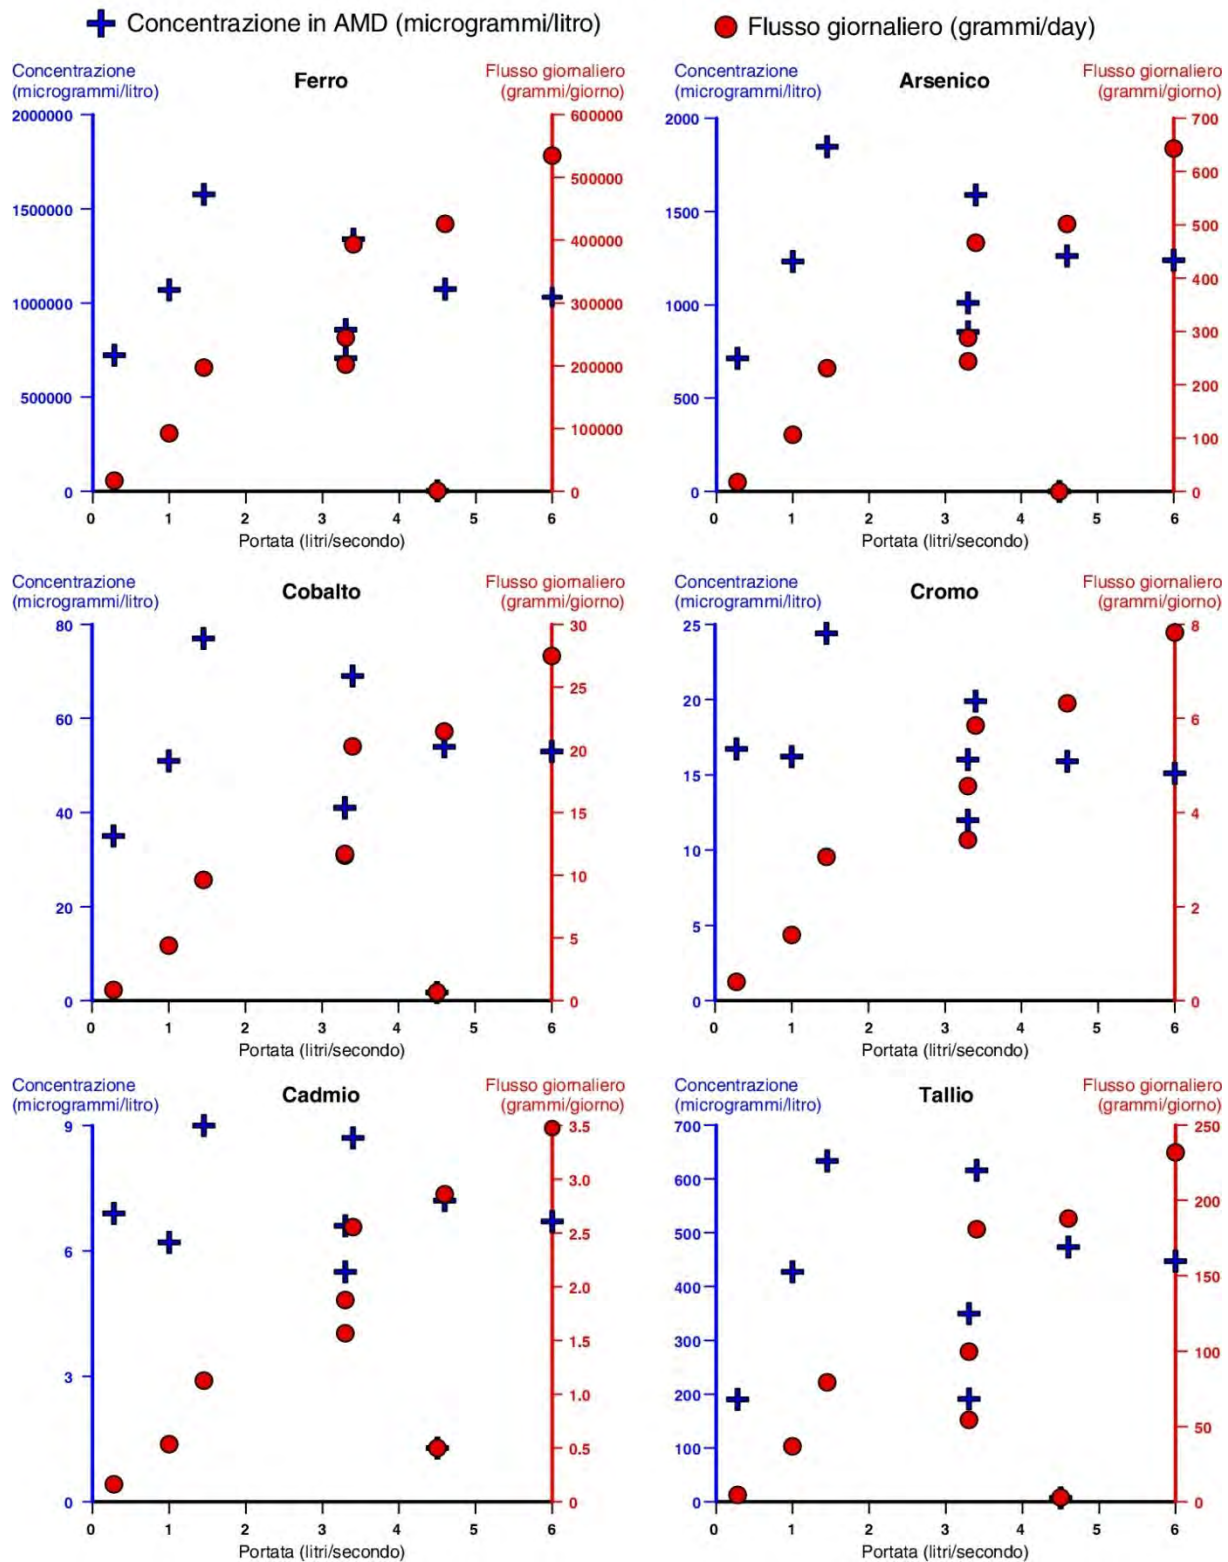 Concentrazione in AMD (microgrammi/litro)
Flusso giornaliero (grammi/day)
Concentrazione
(microgrammi/litro)
Ferro
Flusso giornaliero
(grammi/giorno)
2000000
1500000
1000000
500000
0
600000
500000
400000
300000
200000
100000
0
0 1 2 3 4 5 6
Portata (litri/secondo)
Concentrazione
(microgrammi/litro)
Arsenico
Flusso giornaliero
(grammi/giorno)
2000
1500
1000
500
0
700
600
500
400
300
200
100
0
0 1 2 3 4 5 6
Portata (litri/secondo)
Concentrazione
(microgrammi/litro)
Cobalto
Flusso giornaliero
(grammi/giorno)
80
60
40
20
0
30
25
20
15
10
5
0
0 1 2 3 4 5 6
Portata (litri/secondo)
Concentrazione
(microgrammi/litro)
Cromo
Flusso giornaliero
(grammi/giorno)
25
20
15
10
5
0
8
6
4
2
0
0 1 2 3 4 5 6
Portata (litri/secondo)
Concentrazione
(microgrammi/litro)
Cadmio
Flusso giornaliero
(grammi/giorno)
9
6
3
0
3.5
3.0
2.5
2.0
1.5
1.0
0.5
0
0 1 2 3 4 5 6
Portata (litri/secondo)
Concentrazione
(microgrammi/litro)
Tallio
Flusso giornaliero
(grammi/giorno)
700
600
500
400
300
200
100
0
250
200
150
100
50
0
0 1 2 3 4 5 6
Portata (litri/secondo)